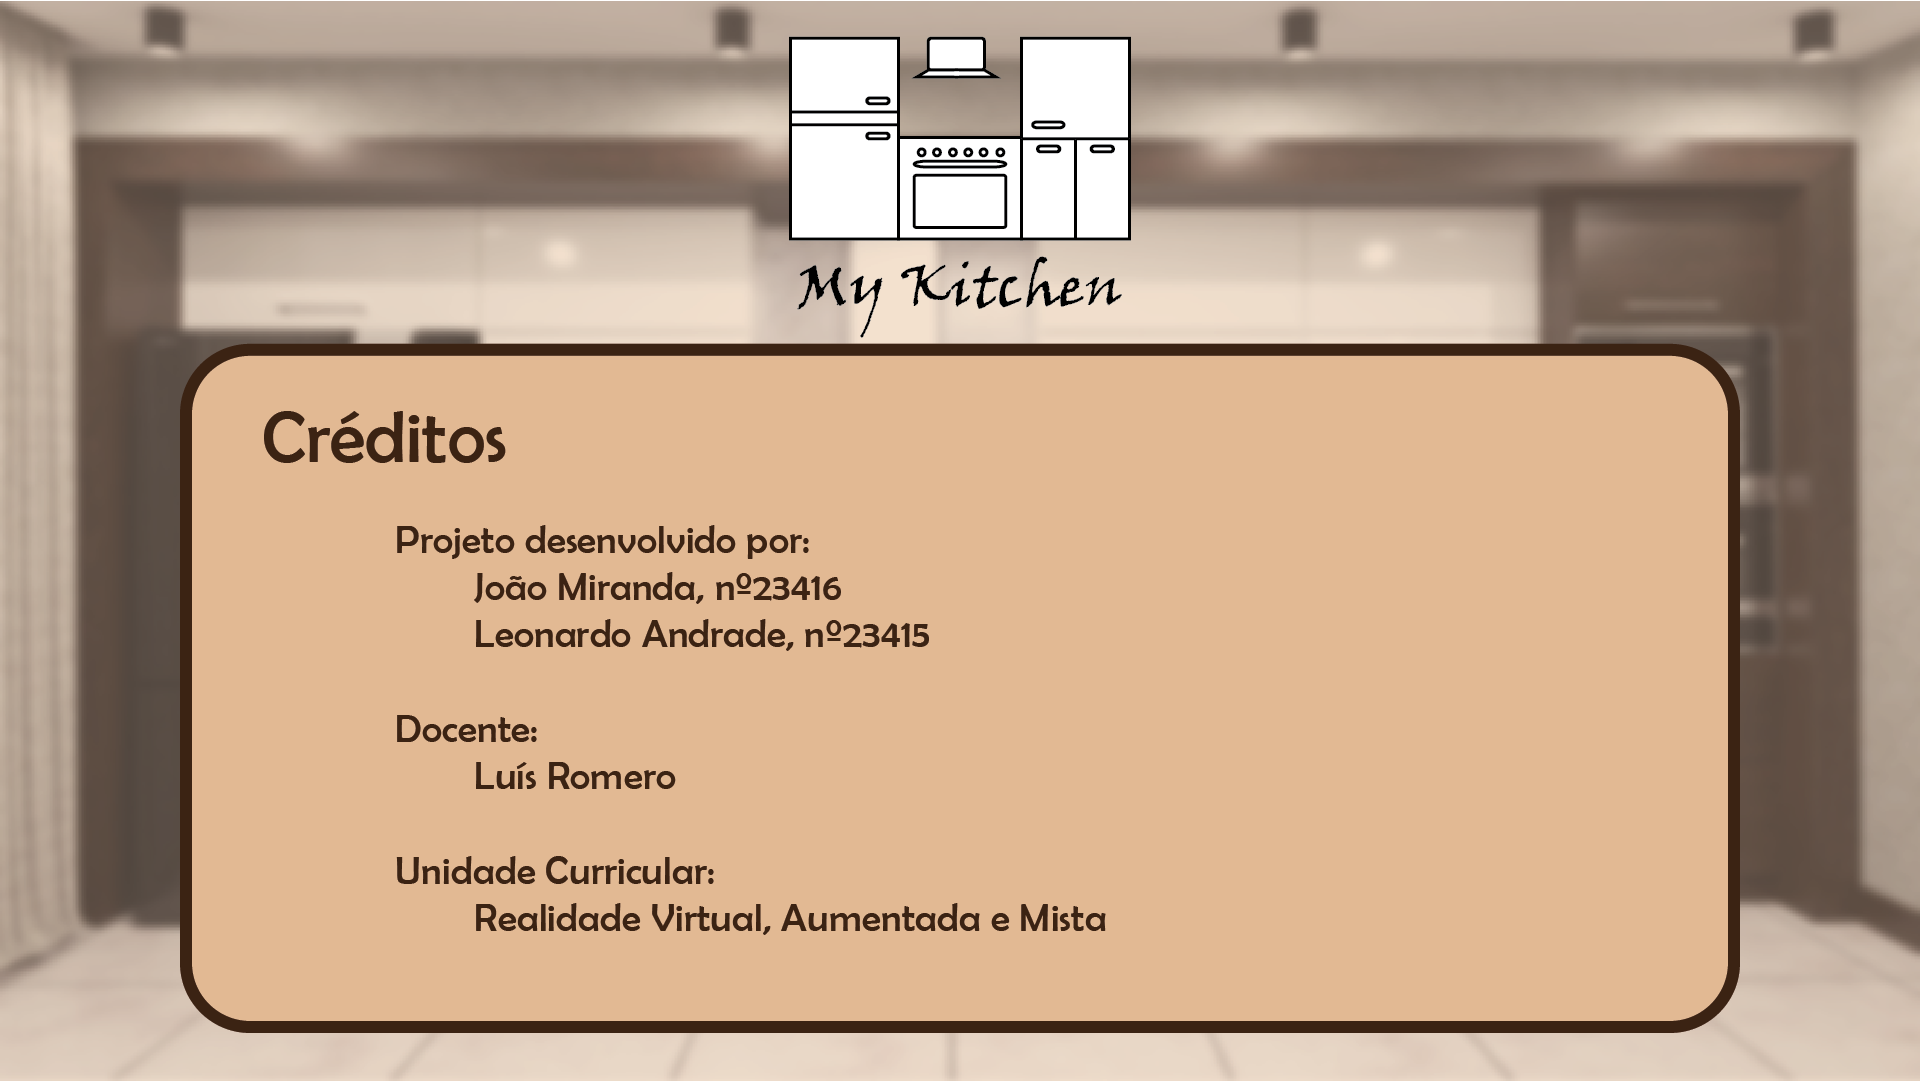 My Kitchen
Créditos
Projeto desenvolvido por:
João Miranda, nº23416
Leonardo Andrade, nº23415
Docente:
Luís Romero
Unidade Curricular:
Realidade Virtual, Aumentada e Mista